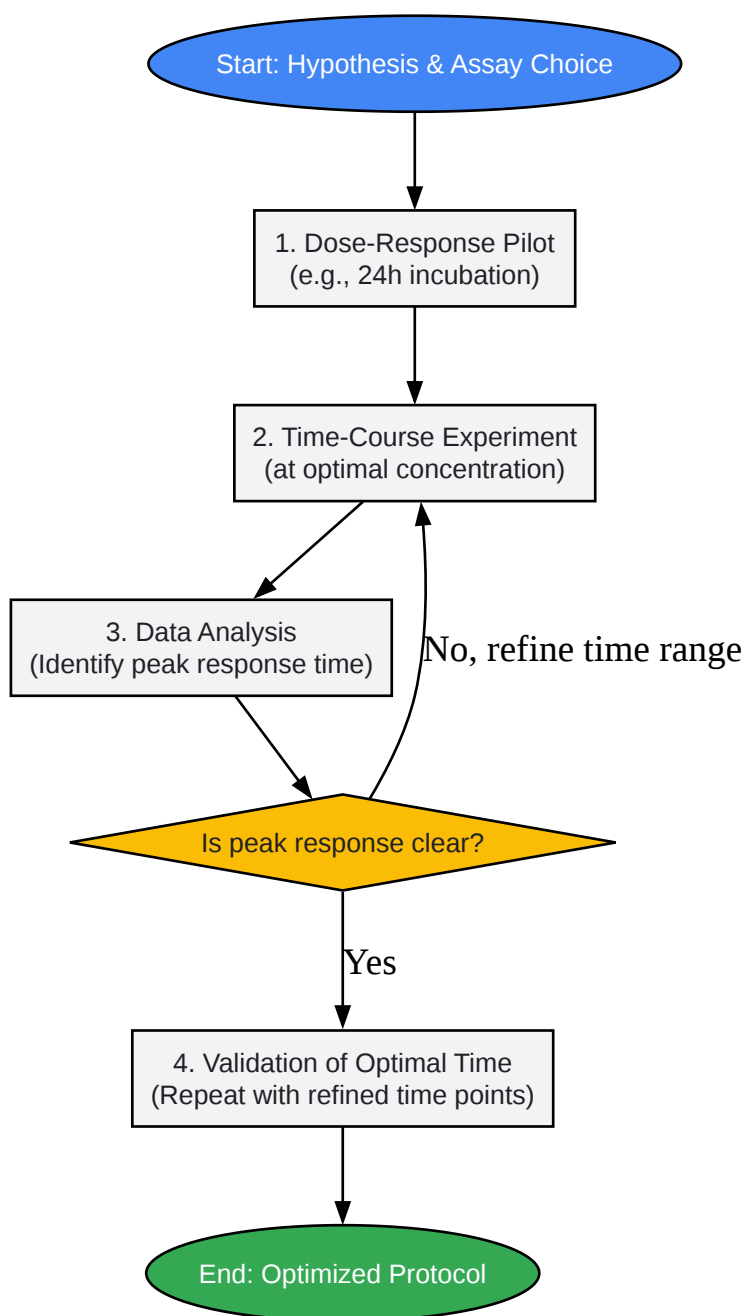 Start: Hypothesis & Assay Choice
1. Dose-Response Pilot
(e.g., 24h incubation)
2. Time-Course Experiment
(at optimal concentration)
3. Data Analysis
(Identify peak response time)
No, refine time range
Is peak response clear?
Yes
4. Validation of Optimal Time
(Repeat with refined time points)
End: Optimized Protocol